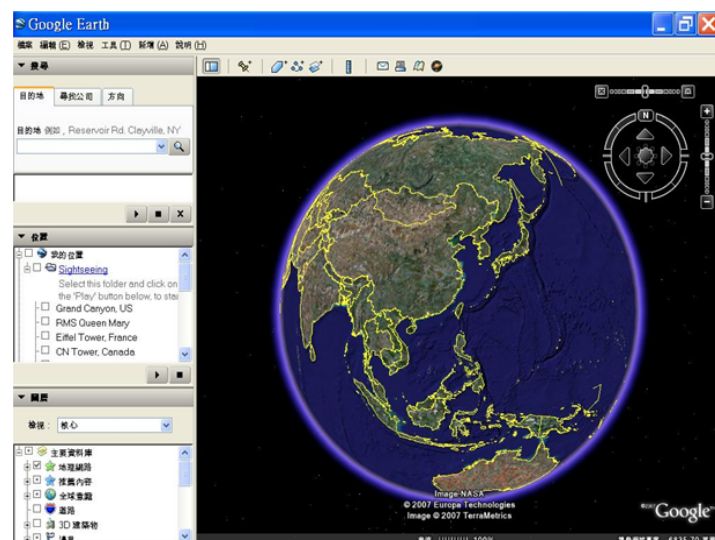 Google Earth
檔案 編輯(E) 檢視 工具(T) 新增(A) 說明(H)
▼ 搜尋
目的地 尋找公司 方向
目的地 例如, Reservoir Rd. Clayville, NY
▼ 位置
我的位置
Sightseeing
Select this folder and click on
the 'Play' button below, to star
Grand Canyon, US
RMS Queen Mary
Eiffel Tower, France
CN Tower, Canada
▼ 圖層
檢視: 核心
主要資料庫
地理網路
推薦內容
全球意識
道路
3D 建築物
N
Image NASA
© 2007 Europa Technologies
Image © 2007 TerraMetrics
©2007 Google™
100%